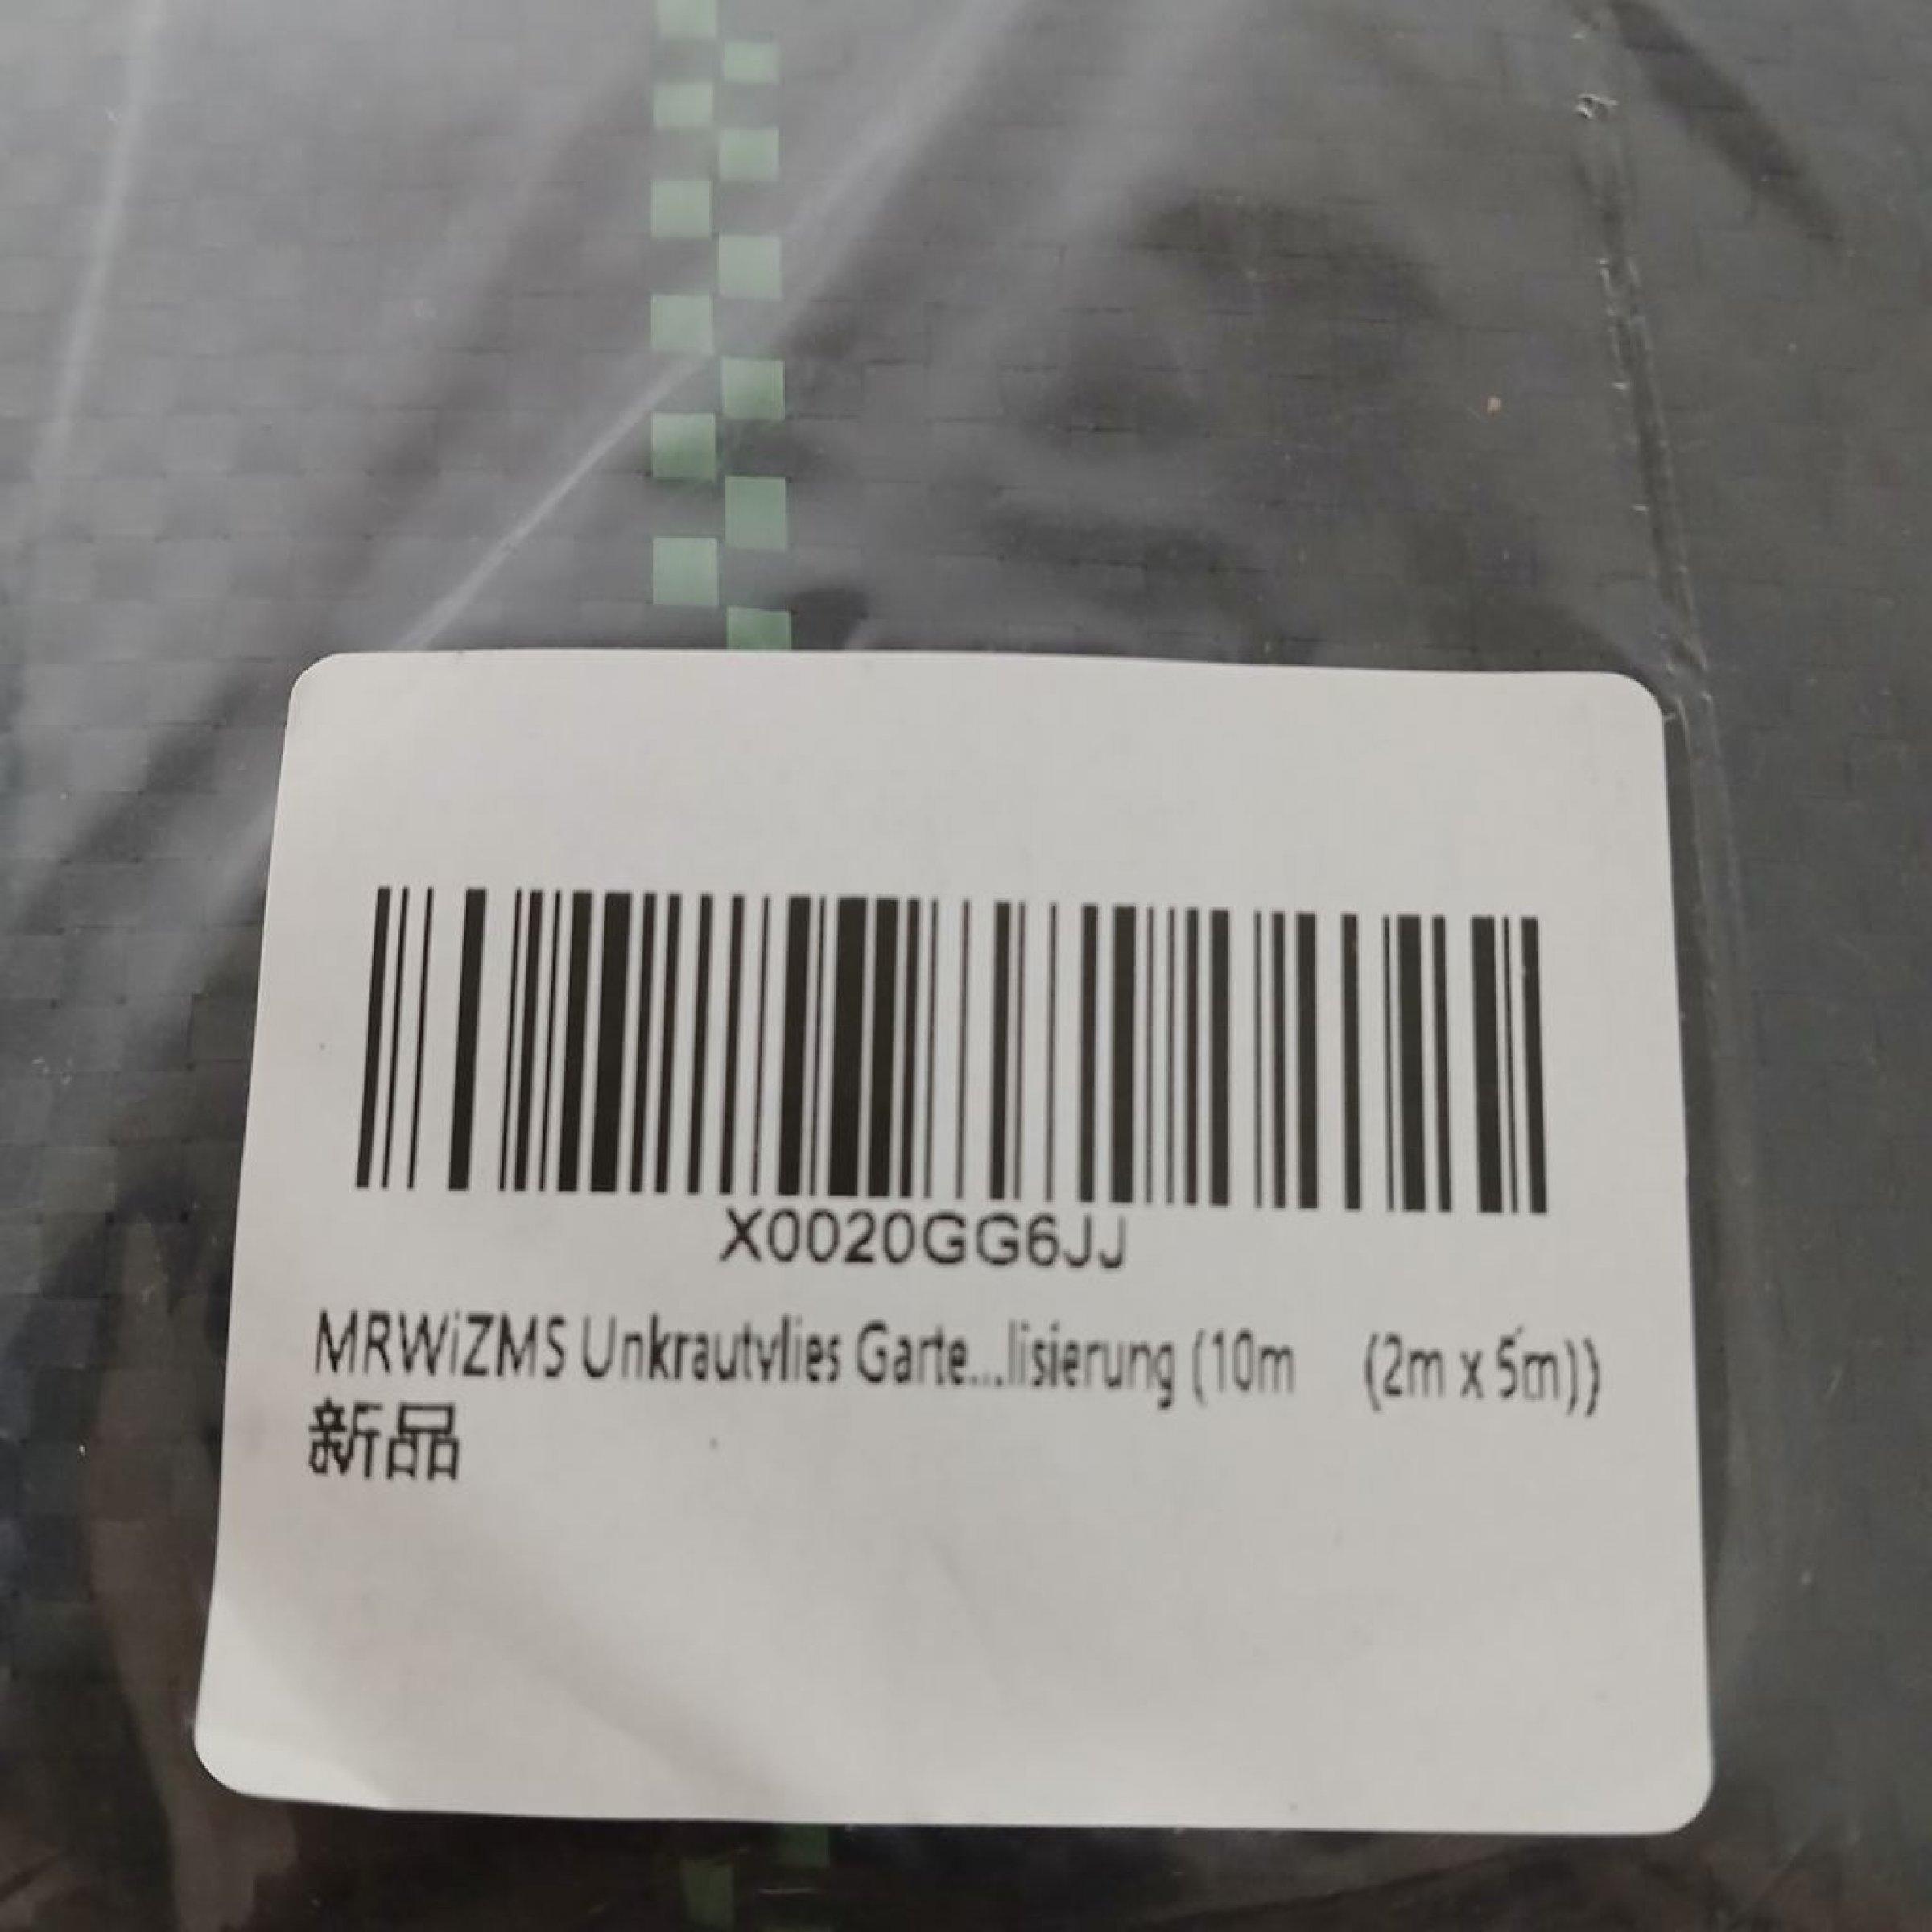 X0020GG6JJ
MRWiZMS Unkrautvlies Garte...lisierung (10m (2m x 5m))
新品